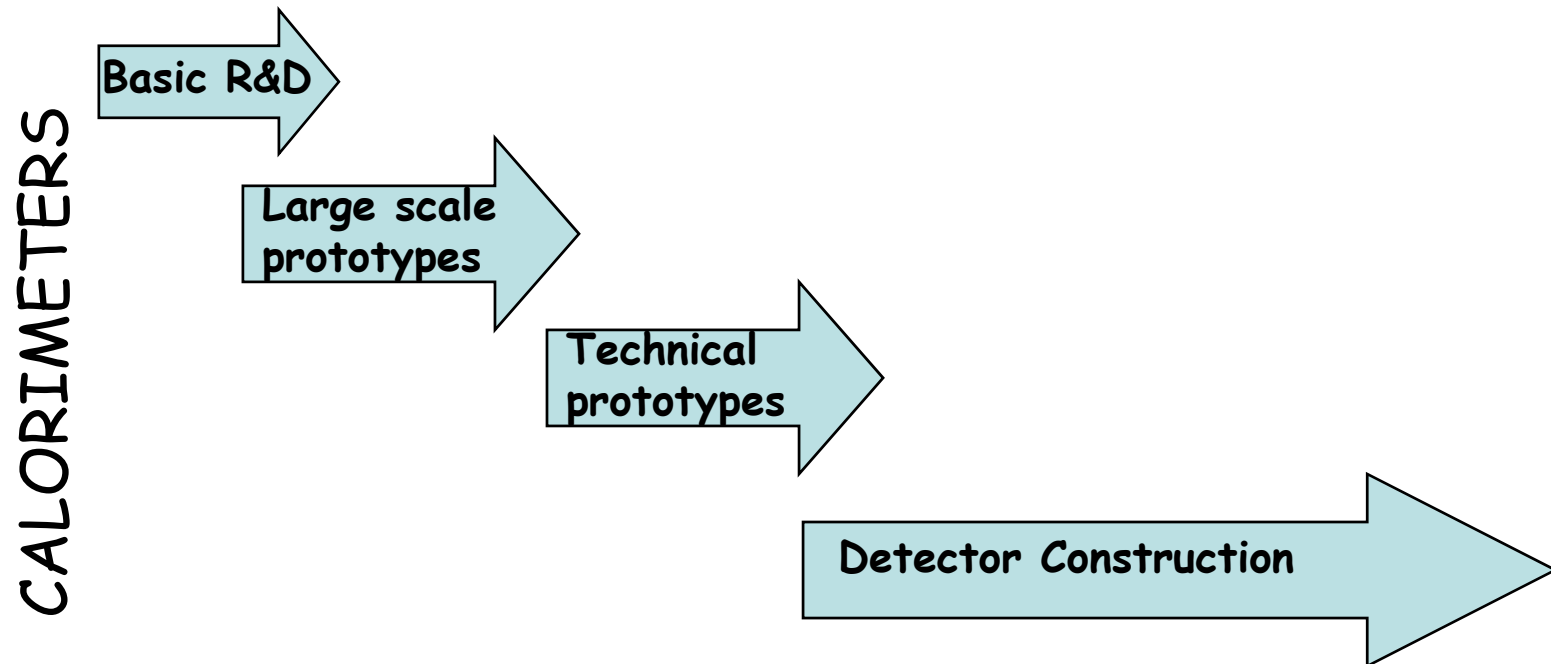 CALORIMETERS
Basic R&D
Large scale
prototypes
Technical
prototypes
Detector Construction